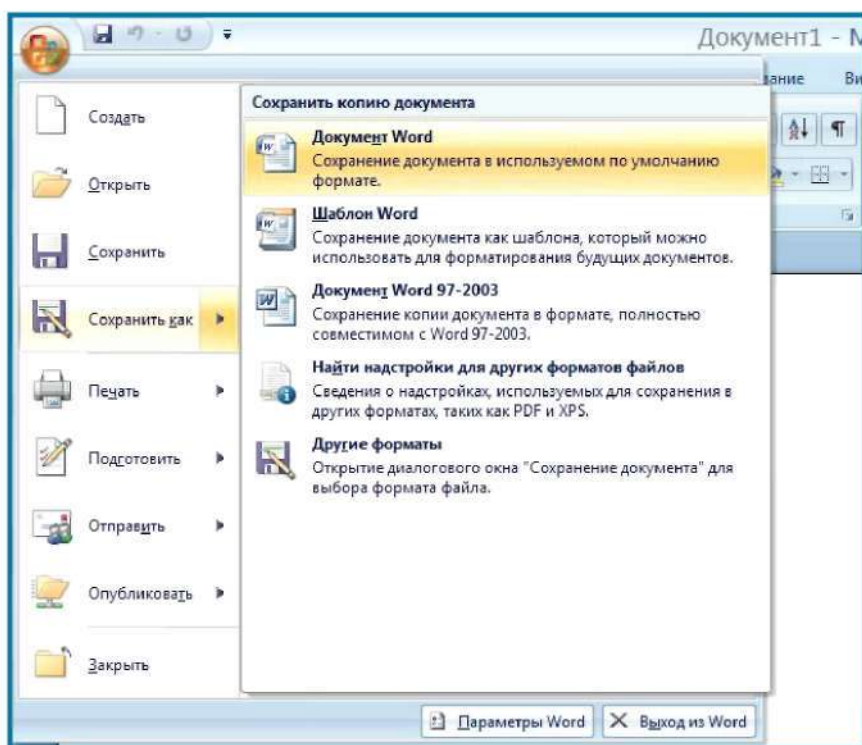 Документ1 - M
вание Ви
Создать
Открыть
Сохранить
Сохранить как
Печать
Подготовить
Отправить
Опубликовать
Закрыть
Сохранить копию документа
Документ Word
Сохранение документа в используемом по умолчанию
формате.
Шаблон Word
Сохранение документа как шаблона, который можно
использовать для форматирования будущих документов.
Документ Word 97-2003
Сохранение копии документа в формате, полностью
совместимом с Word 97-2003.
Найти надстройки для других форматов файлов
Сведения о надстройках, используемых для сохранения в
других форматах, таких как PDF и XPS.
Другие форматы
Открытие диалогового окна "Сохранение документа" для
выбора формата файла.
Параметры Word
Выход из Word